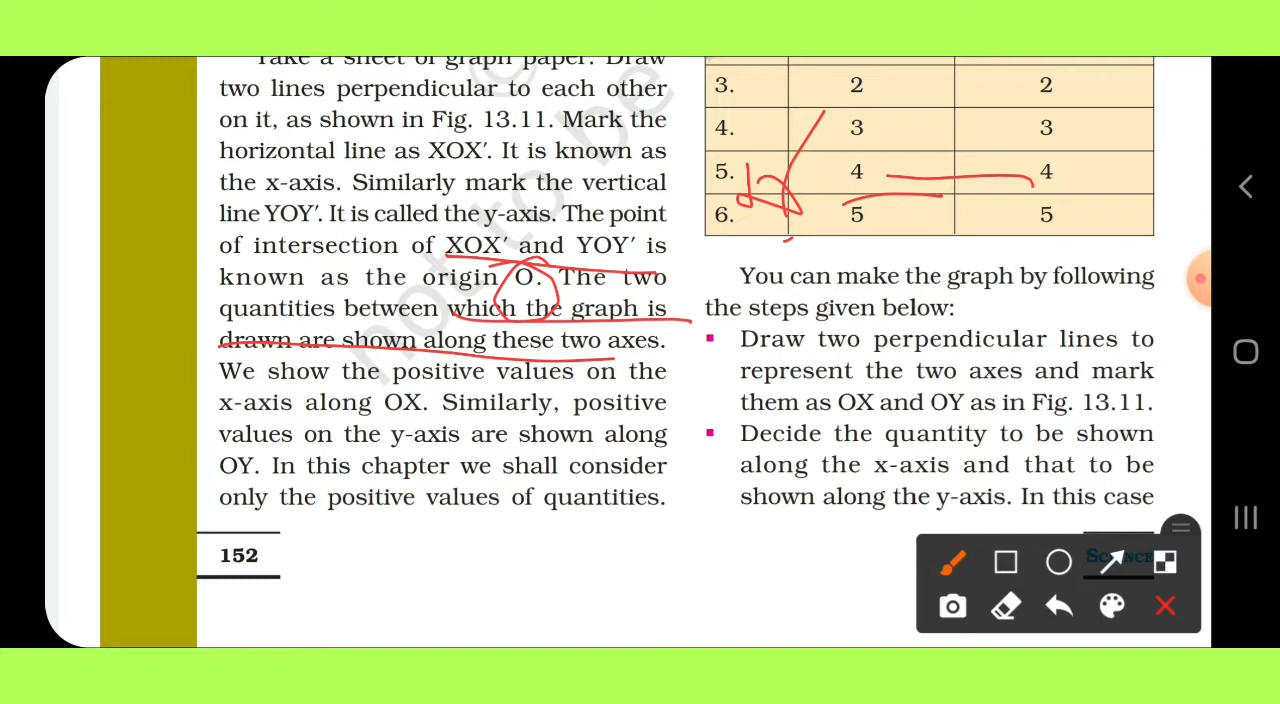 Take a sheet of graph paper. Draw
two lines perpendicular to each other
on it, as shown in Fig. 13.11. Mark the
horizontal line as XOX′. It is known as
the x-axis. Similarly mark the vertical
line YOY′. It is called the y-axis. The point
of intersection of XOX′ and YOY′ is
known as the origin O. The two
quantities between which the graph is
drawn are shown along these two axes.
We show the positive values on the
x-axis along OX. Similarly, positive
values on the y-axis are shown along
OY. In this chapter we shall consider
only the positive values of quantities.
152
not to be
©
3. 2 2
4. 3 3
5. 4 4
6. 5 5
You can make the graph by following
the steps given below:
▪ Draw two perpendicular lines to
represent the two axes and mark
them as OX and OY as in Fig. 13.11.
▪ Decide the quantity to be shown
along the x-axis and that to be
shown along the y-axis. In this case
SCIENCE